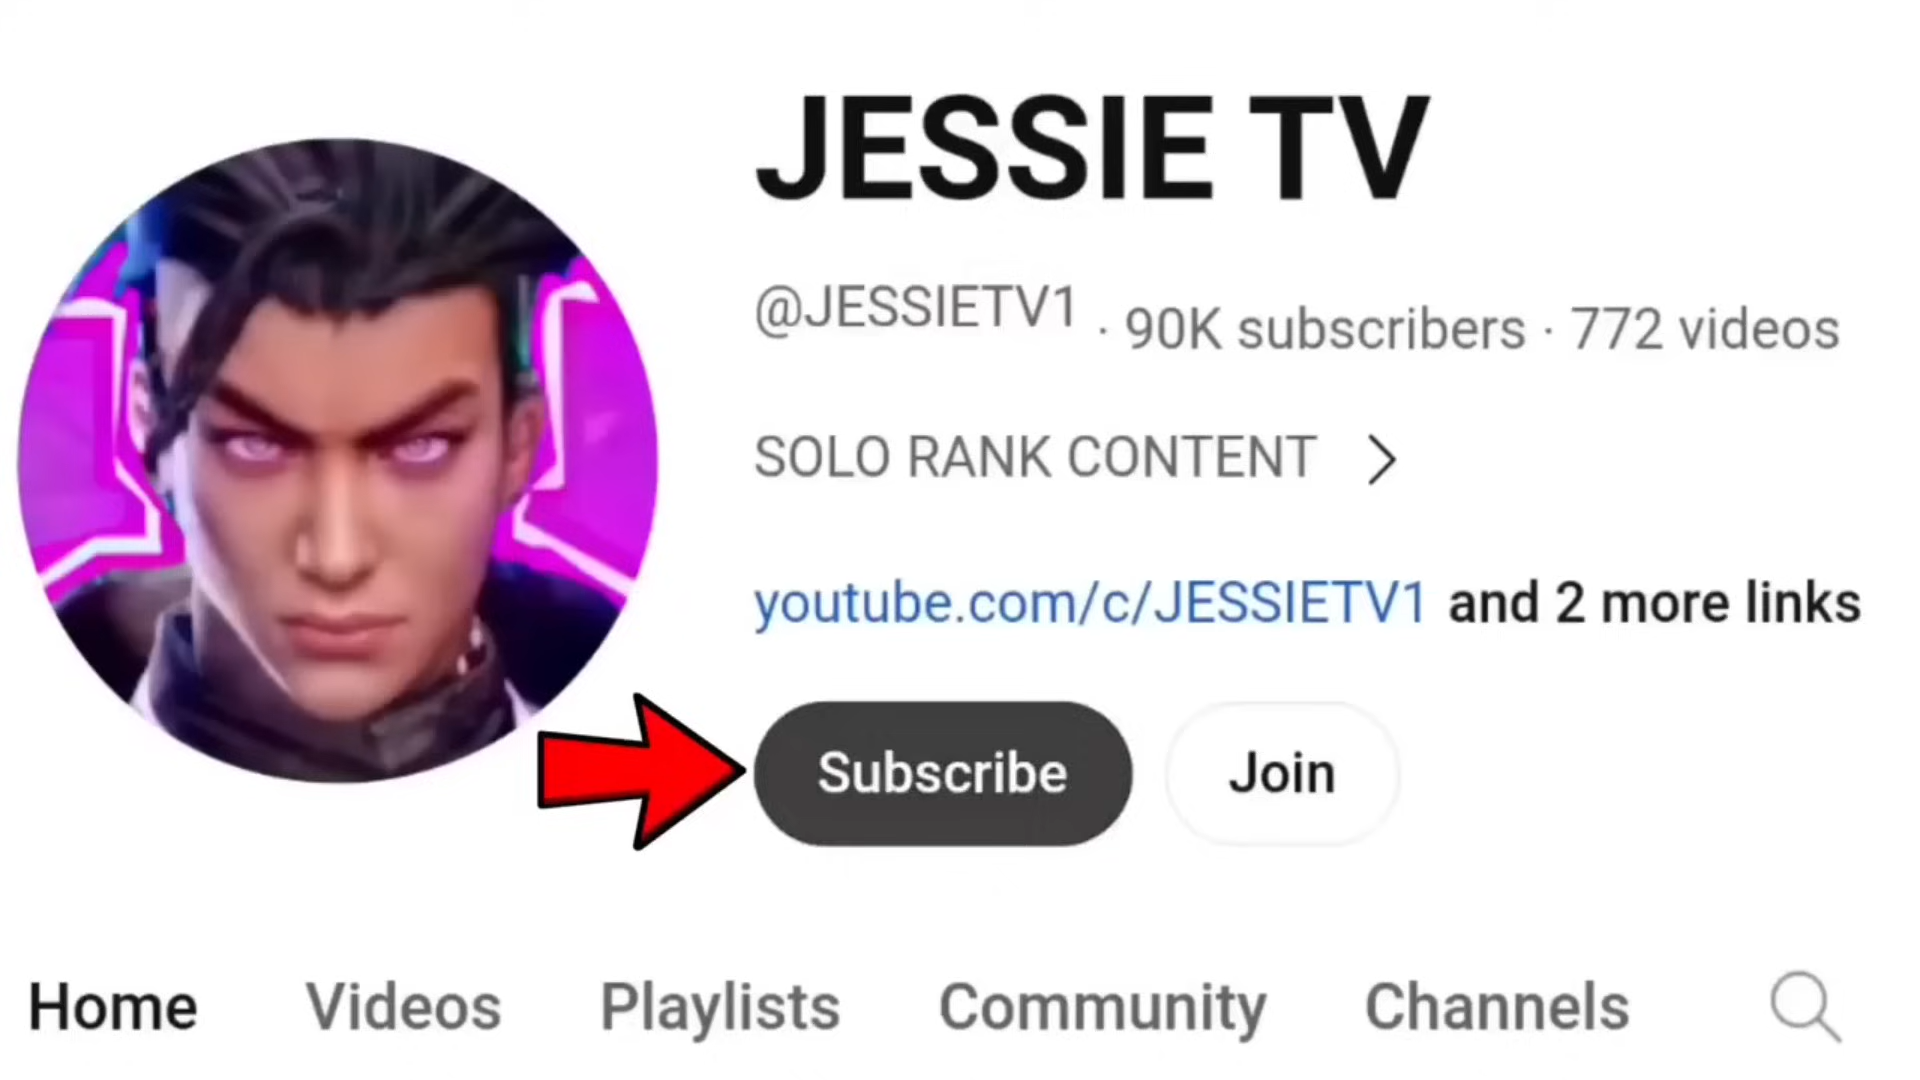 JESSIE TV
@JESSIETV1 · 90K subscribers · 772 videos
SOLO RANK CONTENT
youtube.com/c/JESSIETV1 and 2 more links
Subscribe Join
Home Videos Playlists Community Channels